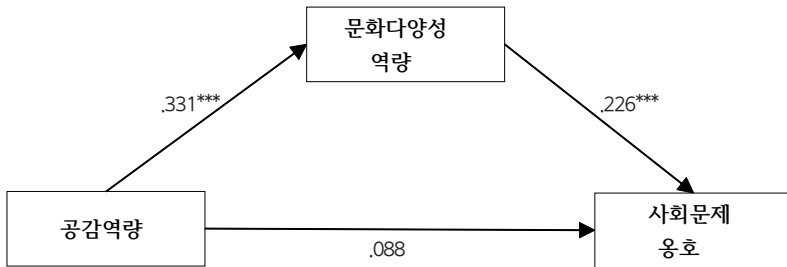 문화다양성
역량
.331***
.226***
공감역량
.088
사회문제
옹호